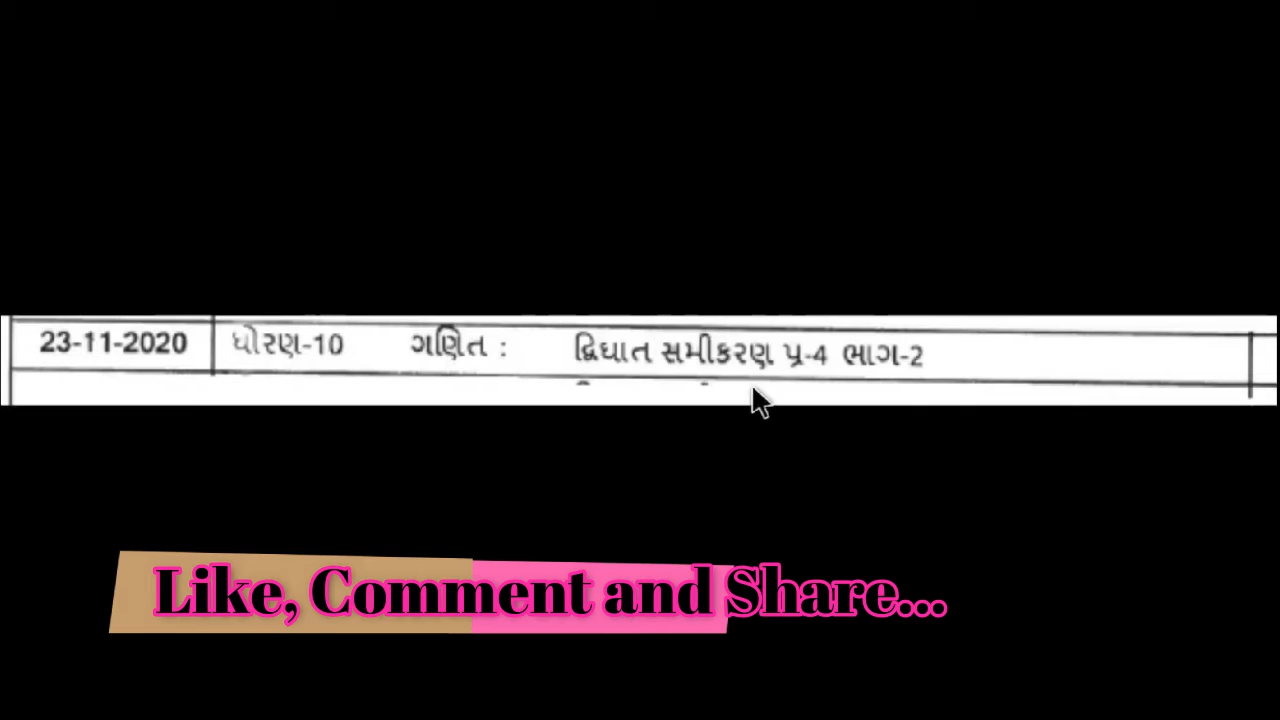 23-11-2020 ધોરણ-10 ગણિત : દ્વિઘાત સમીકરણ પ્ર-4 ભાગ-2
Like, Comment and Share...